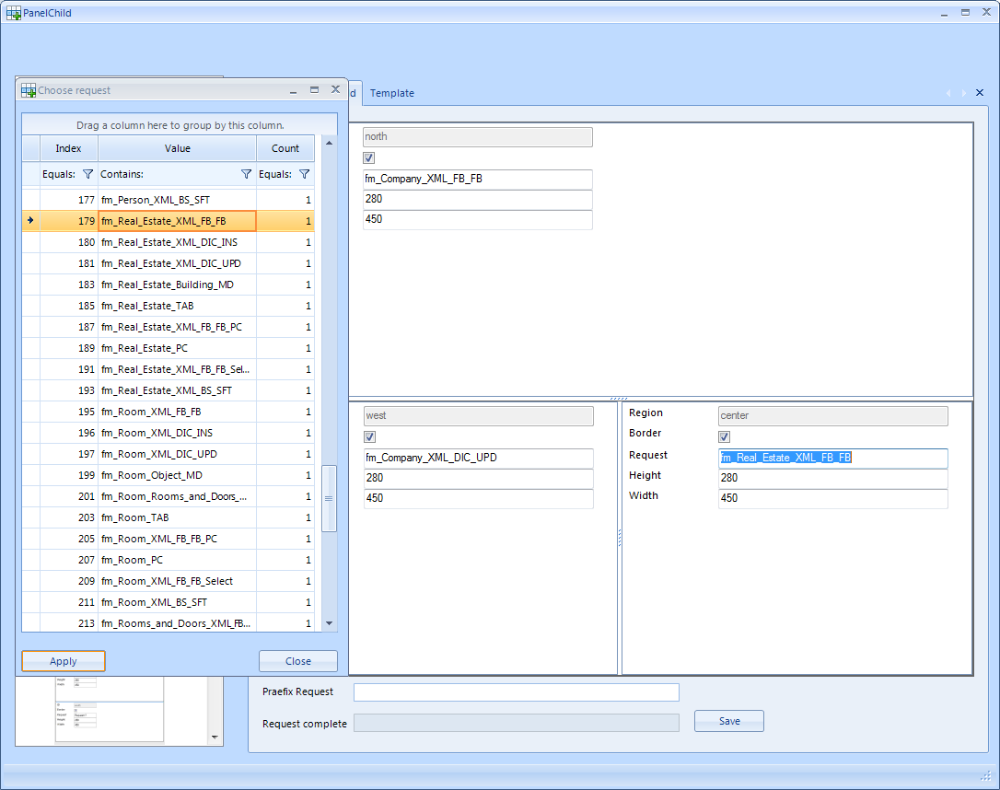 PanelChild
Choose request
d Template
Drag a column here to group by this column.
Index Value Count
Equals: Contains: Equals:
177 fm_Person_XML_BS_SFT 1
179 fm_Real_Estate_XML_FB_FB 1
180 fm_Real_Estate_XML_DIC_INS 1
181 fm_Real_Estate_XML_DIC_UPD 1
183 fm_Real_Estate_Building_MD 1
185 fm_Real_Estate_TAB 1
187 fm_Real_Estate_XML_FB_FB_PC 1
189 fm_Real_Estate_PC 1
191 fm_Real_Estate_XML_FB_FB_Sel... 1
193 fm_Real_Estate_XML_BS_SFT 1
195 fm_Room_XML_FB_FB 1
196 fm_Room_XML_DIC_INS 1
197 fm_Room_XML_DIC_UPD 1
199 fm_Room_Object_MD 1
201 fm_Room_Rooms_and_Doors_... 1
203 fm_Room_TAB 1
205 fm_Room_XML_FB_FB_PC 1
207 fm_Room_PC 1
209 fm_Room_XML_FB_FB_Select 1
211 fm_Room_XML_BS_SFT 1
213 fm_Rooms_and_Doors_XML_FB... 1
Apply Close
north
fm_Company_XML_FB_FB
280
450
west
fm_Company_XML_DIC_UPD
280
450
Region center
Border
Request fm_Real_Estate_XML_FB_FB
Height 280
Width 450
Praefix Request
Request complete
Save